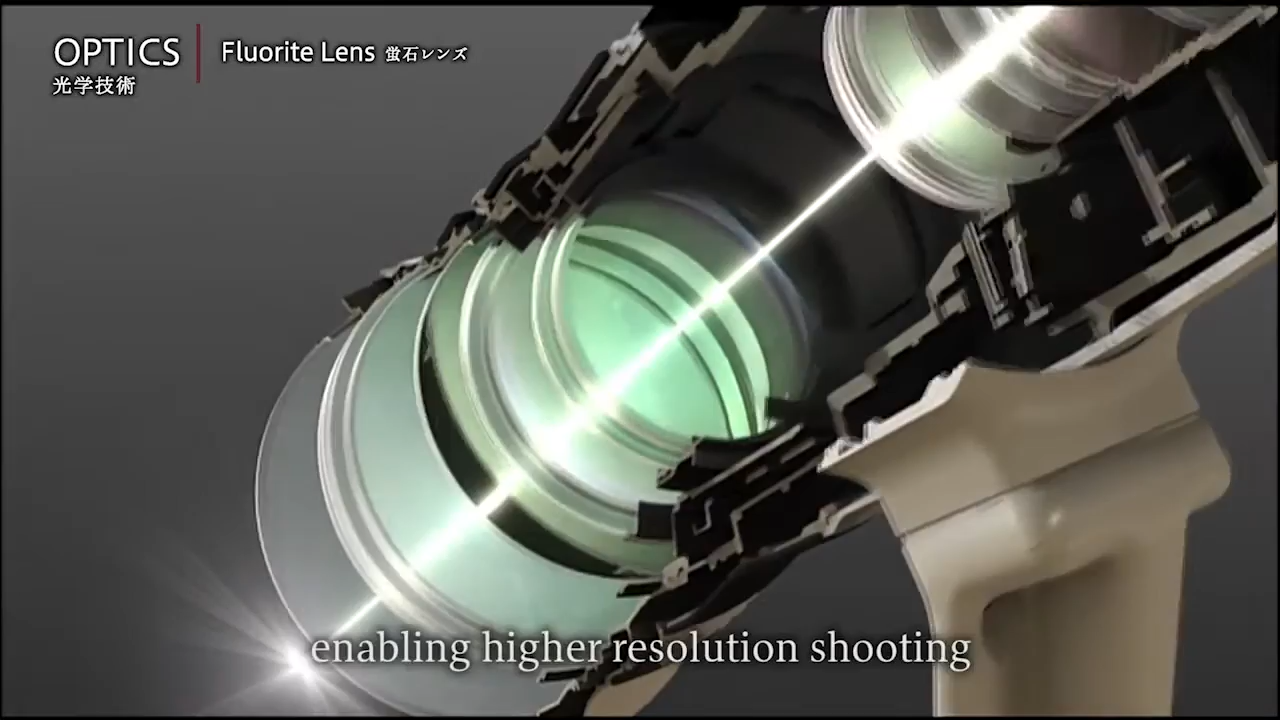 OPTICS
光学技術
Fluorite Lens 蛍石レンズ
enabling higher resolution shooting